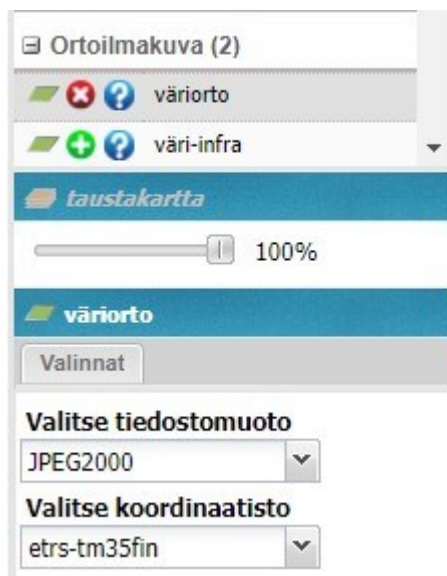 Ortoilmakuva (2)
väriorto
väri-infra
taustakartta
100%
väriorto
Valinnat
Valitse tiedostomuoto
JPEG2000
Valitse koordinaatisto
etrs-tm35fin